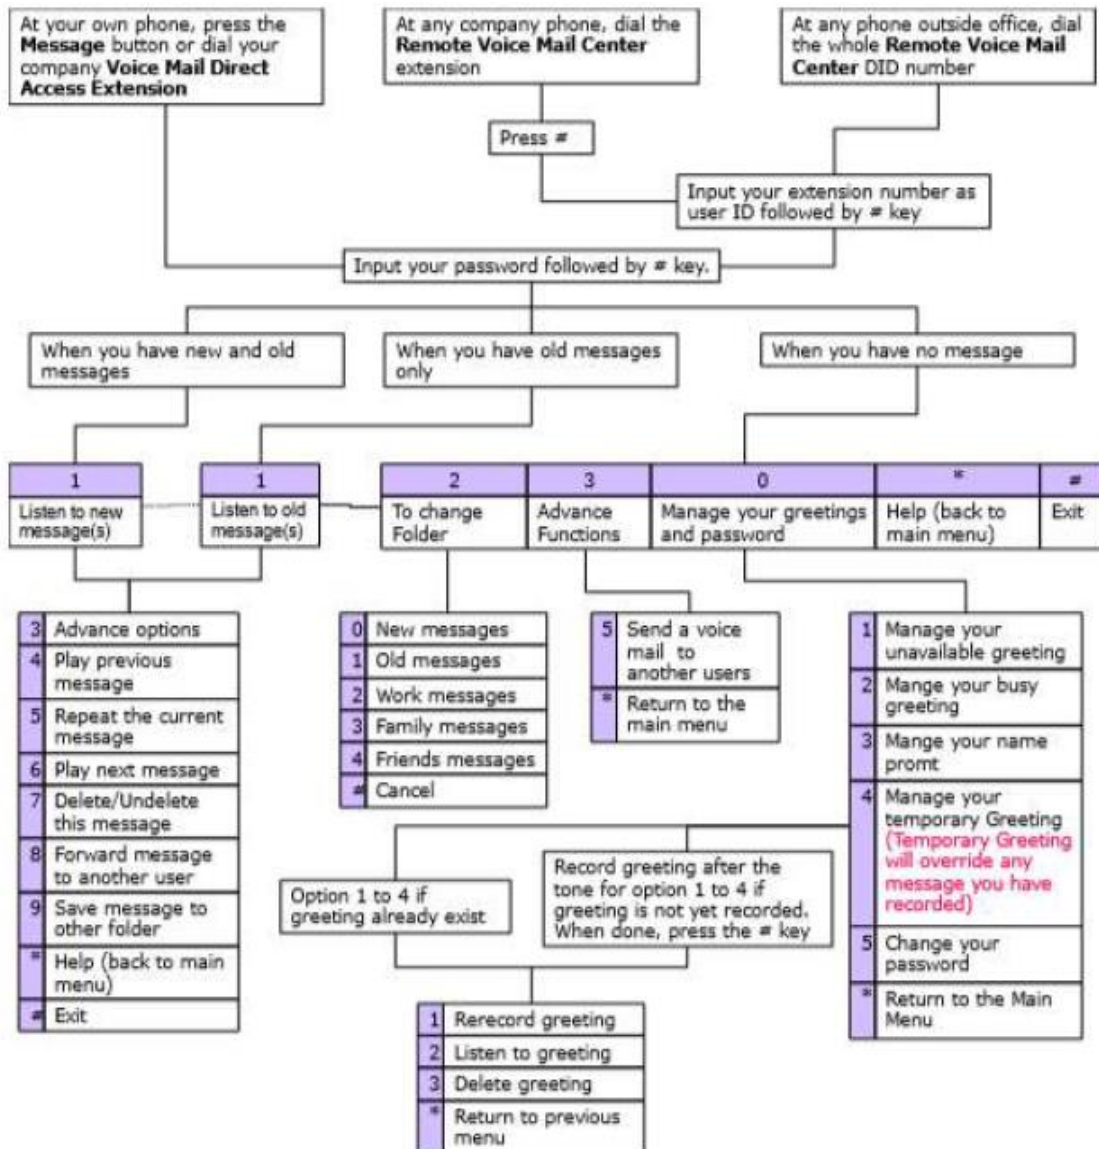 At your own phone, press the
Message button or dial your
company Voice Mail Direct
Access Extension
At any company phone, dial the
Remote Voice Mail Center
extension
At any phone outside office, dial
the whole Remote Voice Mail
Center DID number
Press #
Input your extension number as
user ID followed by # key
Input your password followed by # key.
When you have new and old
messages
When you have old messages
only
When you have no message
1
Listen to new
message(s)
1
Listen to old
message(s)
2
To change
Folder
3
Advance
Functions
0
Manage your greetings
and password
*
Help (back to
main menu)
#
Exit
3 Advance options
4 Play previous
message
5 Repeat the current
message
6 Play next message
7 Delete/Undelete
this message
8 Forward message
to another user
9 Save message to
other folder
* Help (back to main
menu)
# Exit
0 New messages
1 Old messages
2 Work messages
3 Family messages
4 Friends messages
# Cancel
5 Send a voice
mail to
another users
* Return to the
main menu
1 Manage your
unavailable greeting
2 Mange your busy
greeting
3 Mange your name
promt
4 Manage your
temporary Greeting
(Temporary Greeting
will override any
message you have
recorded)
5 Change your
password
* Return to the Main
Menu
Option 1 to 4 if
greeting already exist
Record greeting after the
tone for option 1 to 4 if
greeting is not yet recorded.
When done, press the # key
1 Rerecord greeting
2 Listen to greeting
3 Delete greeting
* Return to previous
menu